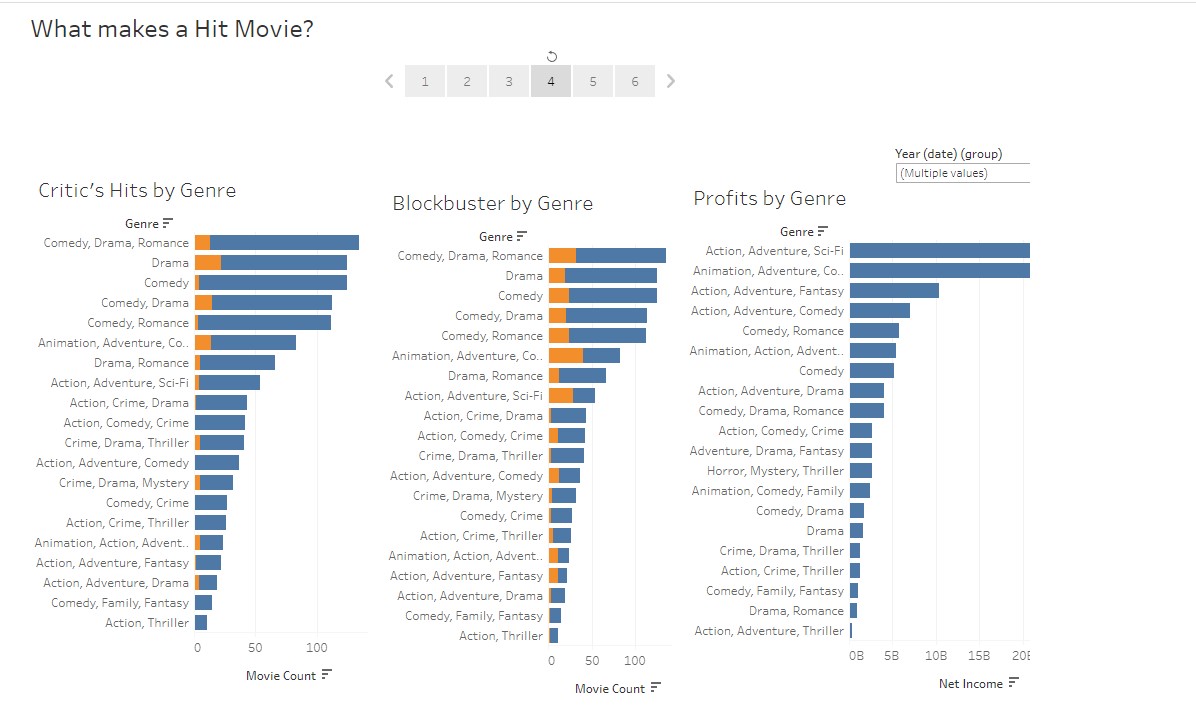 What makes a Hit Movie?
1 2 3 4 5 6
Year (date) (group)
(Multiple values)
Critic's Hits by Genre
Genre
Comedy, Drama, Romance
Drama
Comedy
Comedy, Drama
Comedy, Romance
Animation, Adventure, Co..
Drama, Romance
Action, Adventure, Sci-Fi
Action, Crime, Drama
Action, Comedy, Crime
Crime, Drama, Thriller
Action, Adventure, Comedy
Crime, Drama, Mystery
Comedy, Crime
Action, Crime, Thriller
Animation, Action, Advent..
Action, Adventure, Fantasy
Action, Adventure, Drama
Comedy, Family, Fantasy
Action, Thriller
0 50 100
Movie Count
Blockbuster by Genre
Genre
Comedy, Drama, Romance
Drama
Comedy
Comedy, Drama
Comedy, Romance
Animation, Adventure, Co..
Drama, Romance
Action, Adventure, Sci-Fi
Action, Crime, Drama
Action, Comedy, Crime
Crime, Drama, Thriller
Action, Adventure, Comedy
Crime, Drama, Mystery
Comedy, Crime
Action, Crime, Thriller
Animation, Action, Advent..
Action, Adventure, Fantasy
Action, Adventure, Drama
Comedy, Family, Fantasy
Action, Thriller
0 50 100
Movie Count
Profits by Genre
Genre
Action, Adventure, Sci-Fi
Animation, Adventure, Co..
Action, Adventure, Fantasy
Action, Adventure, Comedy
Comedy, Romance
Animation, Action, Advent..
Comedy
Action, Adventure, Drama
Comedy, Drama, Romance
Action, Comedy, Crime
Adventure, Drama, Fantasy
Horror, Mystery, Thriller
Animation, Comedy, Family
Comedy, Drama
Drama
Crime, Drama, Thriller
Action, Crime, Thriller
Comedy, Family, Fantasy
Drama, Romance
Action, Adventure, Thriller
0B 5B 10B 15B 20B
Net Income